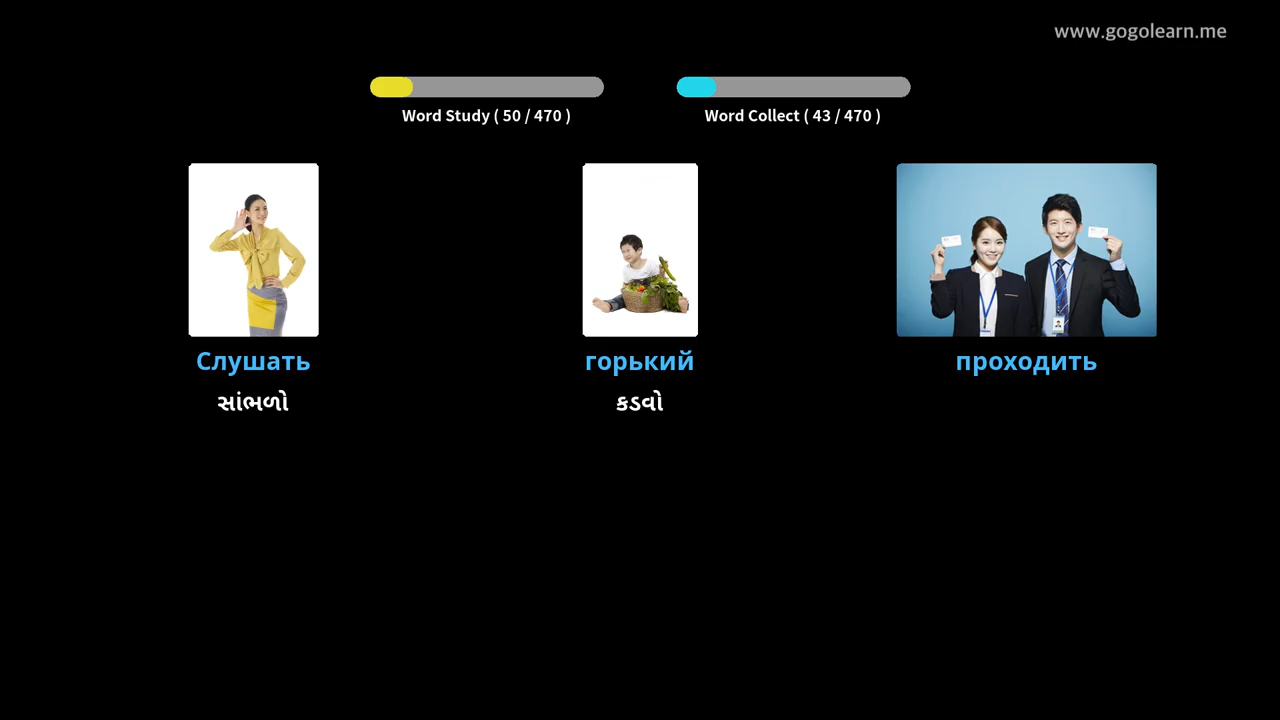 www.gogolearn.me
Word Study ( 50 / 470 )
Word Collect ( 43 / 470 )
Слушать
горький
проходить
સાંભળો
કડવો